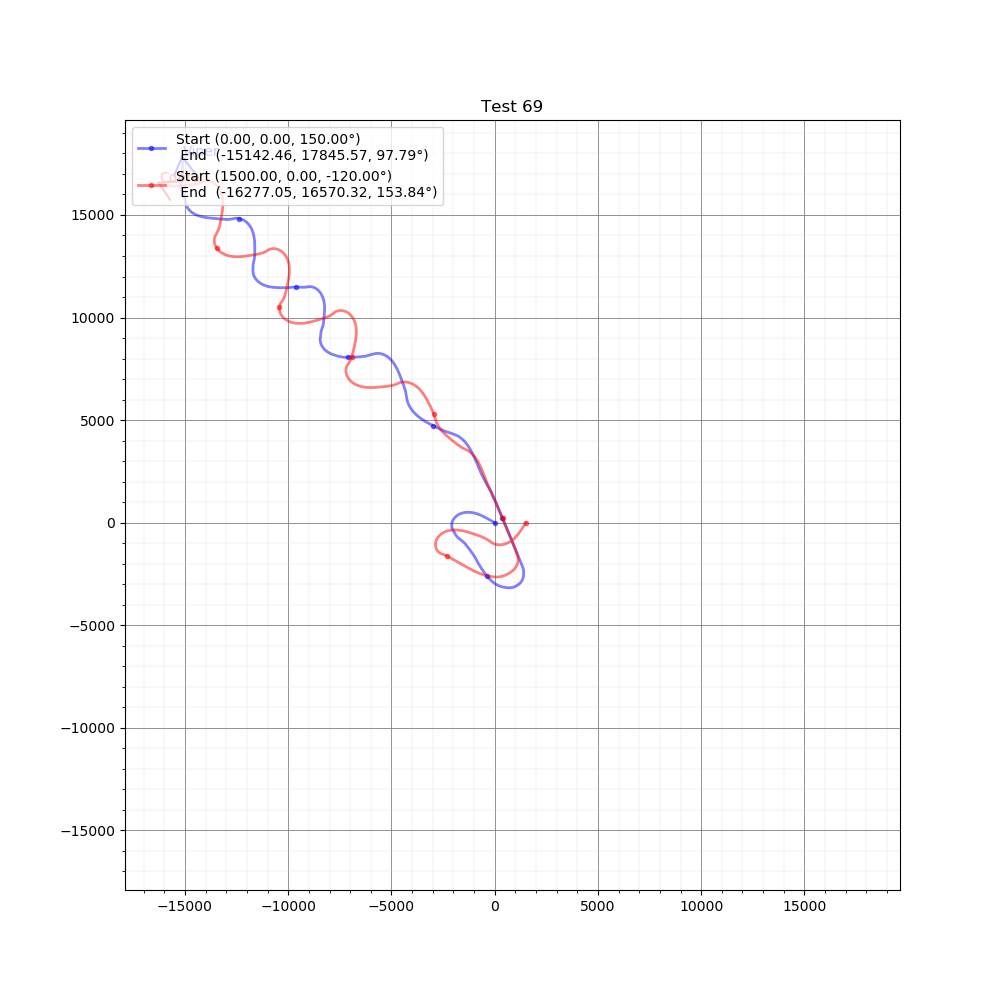 Test 69
Start (0.00, 0.00, 150.00°)
End (-15142.46, 17845.57, 97.79°)
Start (1500.00, 0.00, -120.00°)
End (-16277.05, 16570.32, 153.84°)
15000
10000
5000
0
−5000
−10000
−15000
−15000 −10000 −5000 0 5000 10000 15000